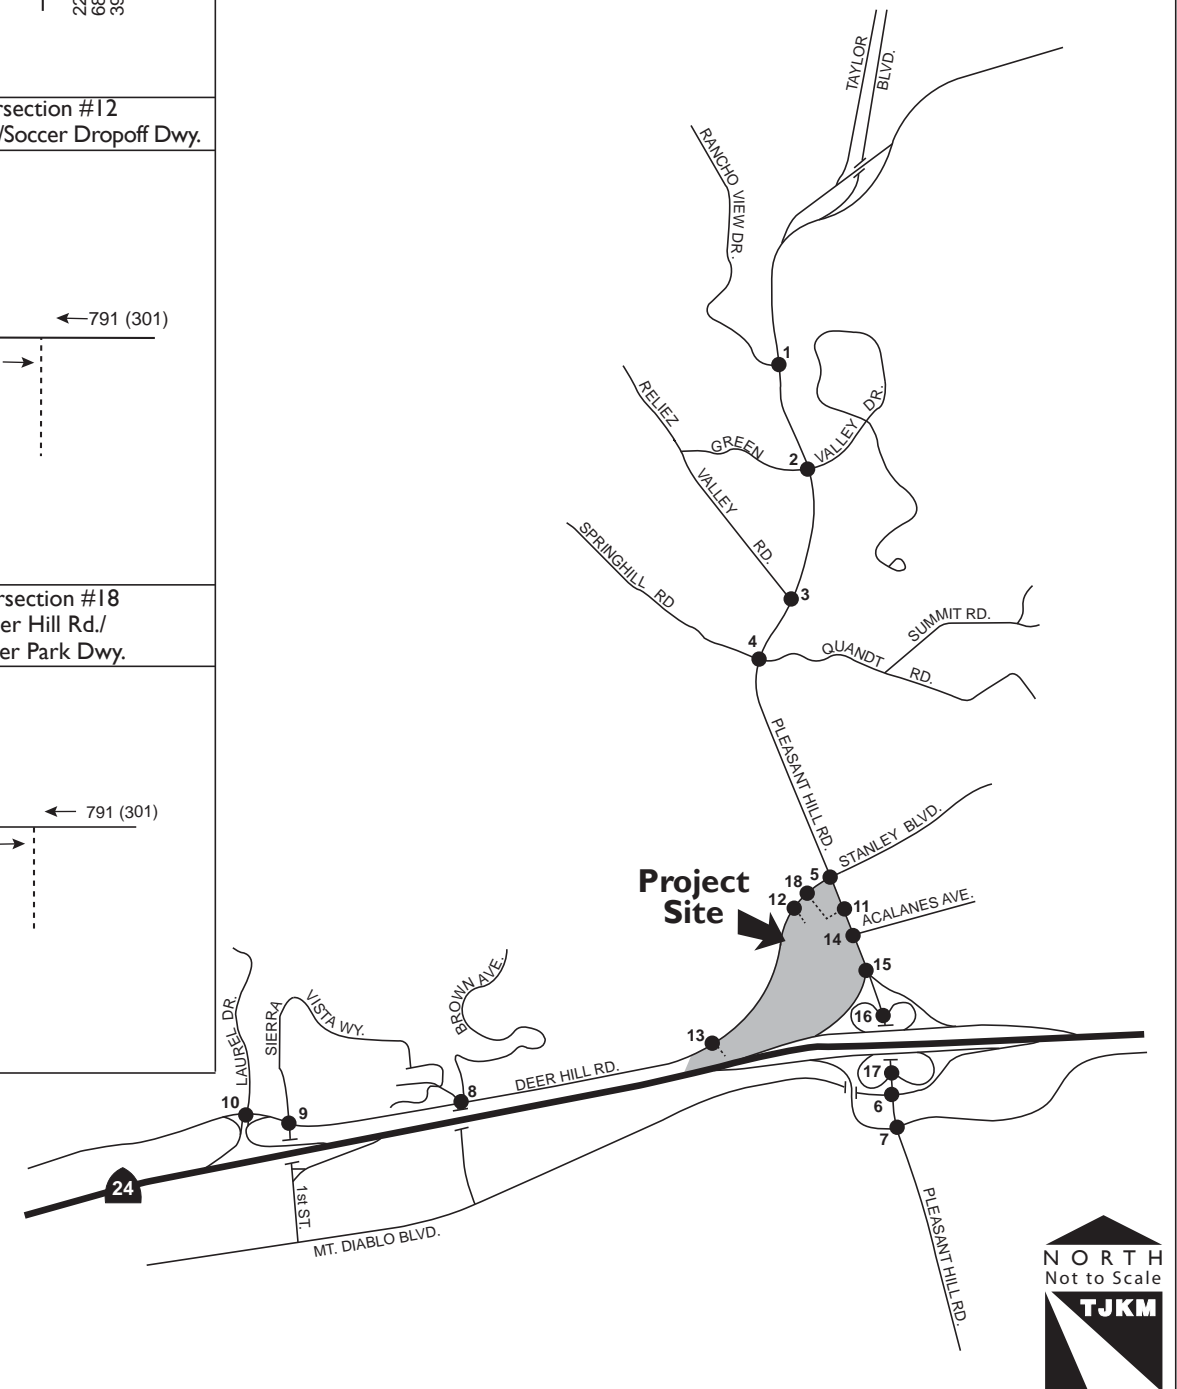 22
68
39
rsection #12
/Soccer Dropoff Dwy.
791 (301)
rsection #18
er Hill Rd./
er Park Dwy.
791 (301)
TAYLOR
BLVD.
RANCHO VIEW DR.
1
RELIEZ
VALLEY
RD.
GREEN
VALLEY
DR.
2
SPRINGHILL RD
3
4
QUANDT
RD.
SUMMIT RD.
PLEASANT HILL RD.
STANLEY BLVD.
5
18
12
11
Project
Site
ACALANES AVE.
14
15
16
13
17
6
7
LAUREL DR.
SIERRA
VISTA WY.
BROWN AVE.
DEER HILL RD.
8
9
10
24
1st ST.
MT. DIABLO BLVD.
PLEASANT HILL RD.
NORTH
Not to Scale
TJKM